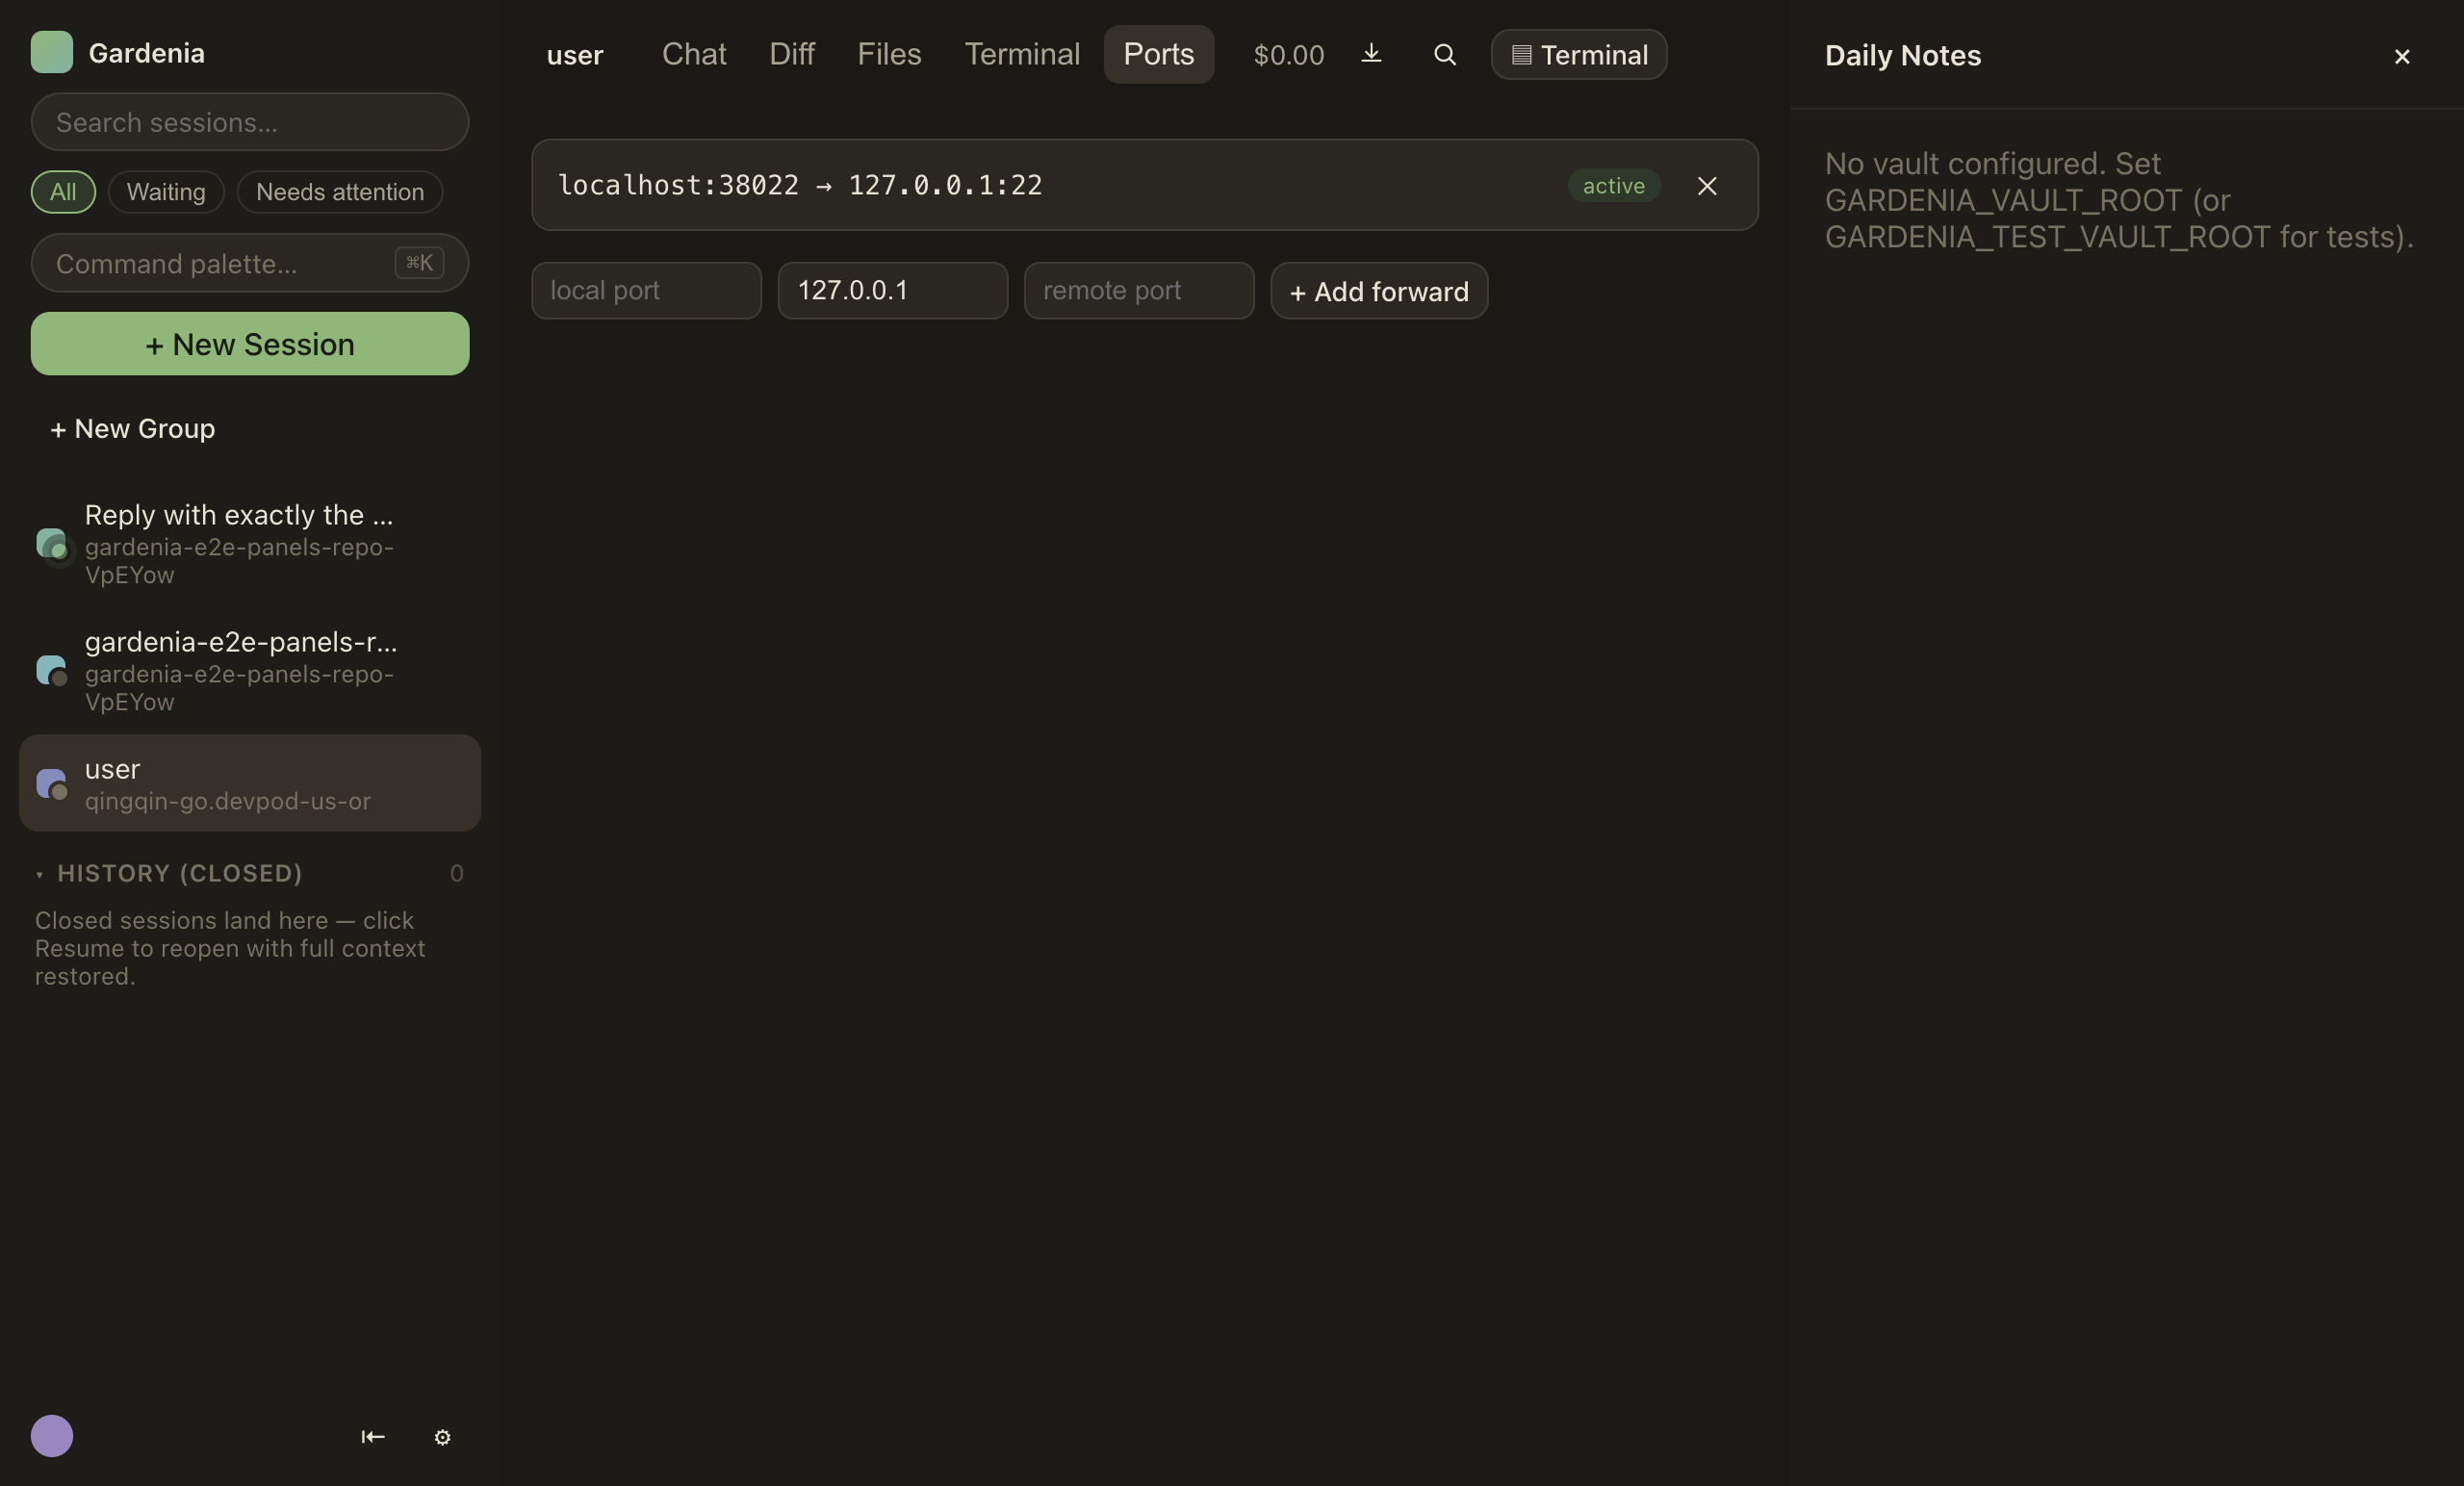 Gardenia
Search sessions...
All
Waiting
Needs attention
Command palette...
⌘K
+ New Session
+ New Group
Reply with exactly the ...
gardenia-e2e-panels-repo-
VpEYow
gardenia-e2e-panels-r...
gardenia-e2e-panels-repo-
VpEYow
user
qingqin-go.devpod-us-or
HISTORY (CLOSED)
0
Closed sessions land here — click
Resume to reopen with full context
restored.
user
Chat
Diff
Files
Terminal
Ports
$0.00
Terminal
localhost:38022 → 127.0.0.1:22
active
local port
127.0.0.1
remote port
+ Add forward
Daily Notes
No vault configured. Set
GARDENIA_VAULT_ROOT (or
GARDENIA_TEST_VAULT_ROOT for tests).